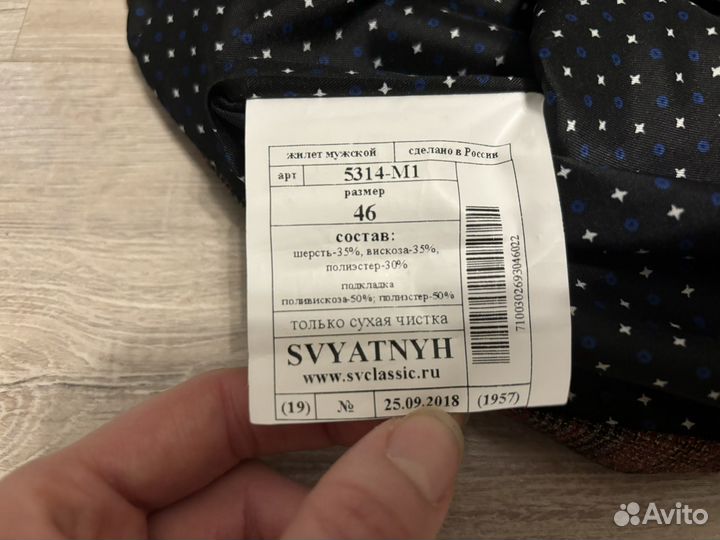 жилет мужской сделано в России
арт 5314-М1
размер
46
состав:
шерсть-35%, вискоза-35%,
полиэстер-30%
подкладка
поливискоза-50%; полиэстер-50%
только сухая чистка
SVYATNYH
www.svclassic.ru
(19) № 25.09.2018 (1957)
7100302693046022
Avito